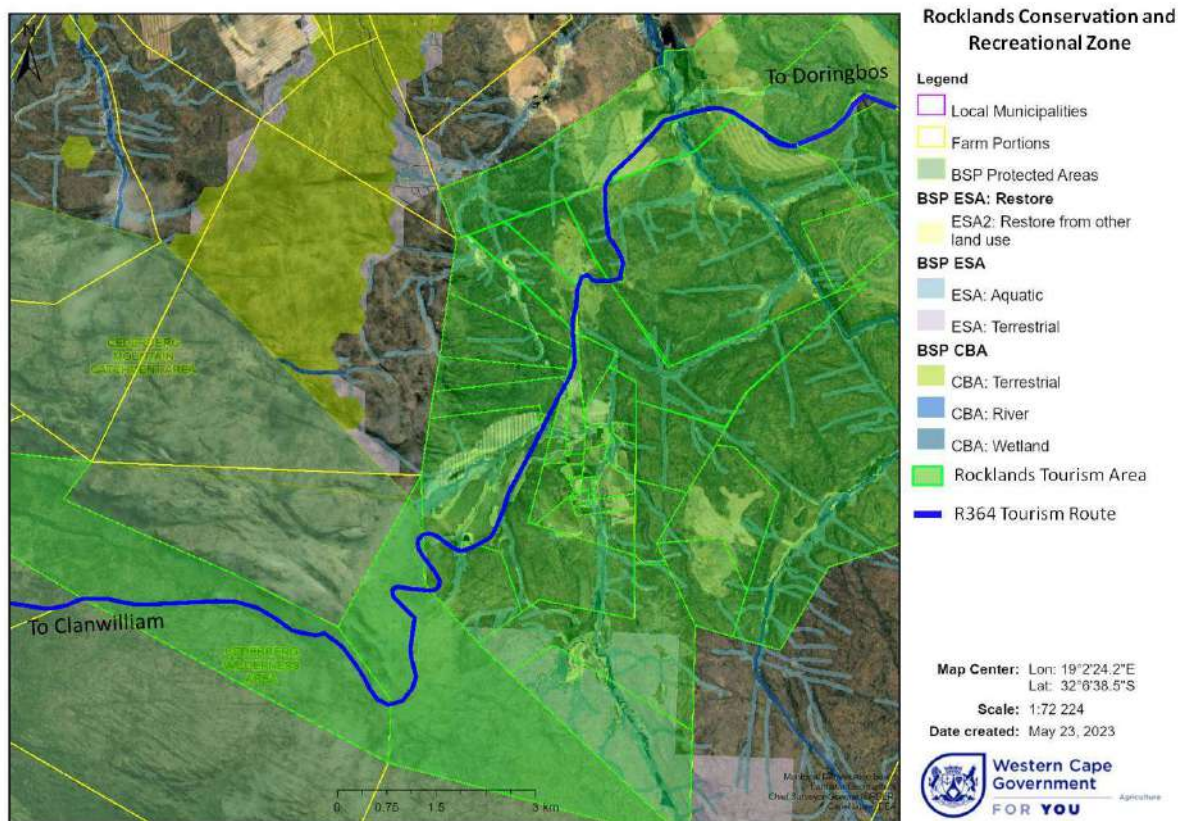 Rocklands Conservation and
Recreational Zone
Legend
Local Municipalities
Farm Portions
BSP Protected Areas
BSP ESA: Restore
ESA2: Restore from other
land use
BSP ESA
ESA: Aquatic
ESA: Terrestrial
BSP CBA
CBA: Terrestrial
CBA: River
CBA: Wetland
Rocklands Tourism Area
R364 Tourism Route
N
To Doringbos
MOUNTAIN
To Clanwilliam
WILDERNESS
AREA
0 0.75 1.5 3 km
Map Center: Lon: 19°2'24.2"E
Lat: 32°6'38.5"S
Scale: 1:72 224
Date created: May 23, 2023
Western Cape
Government
Agriculture
FOR YOU